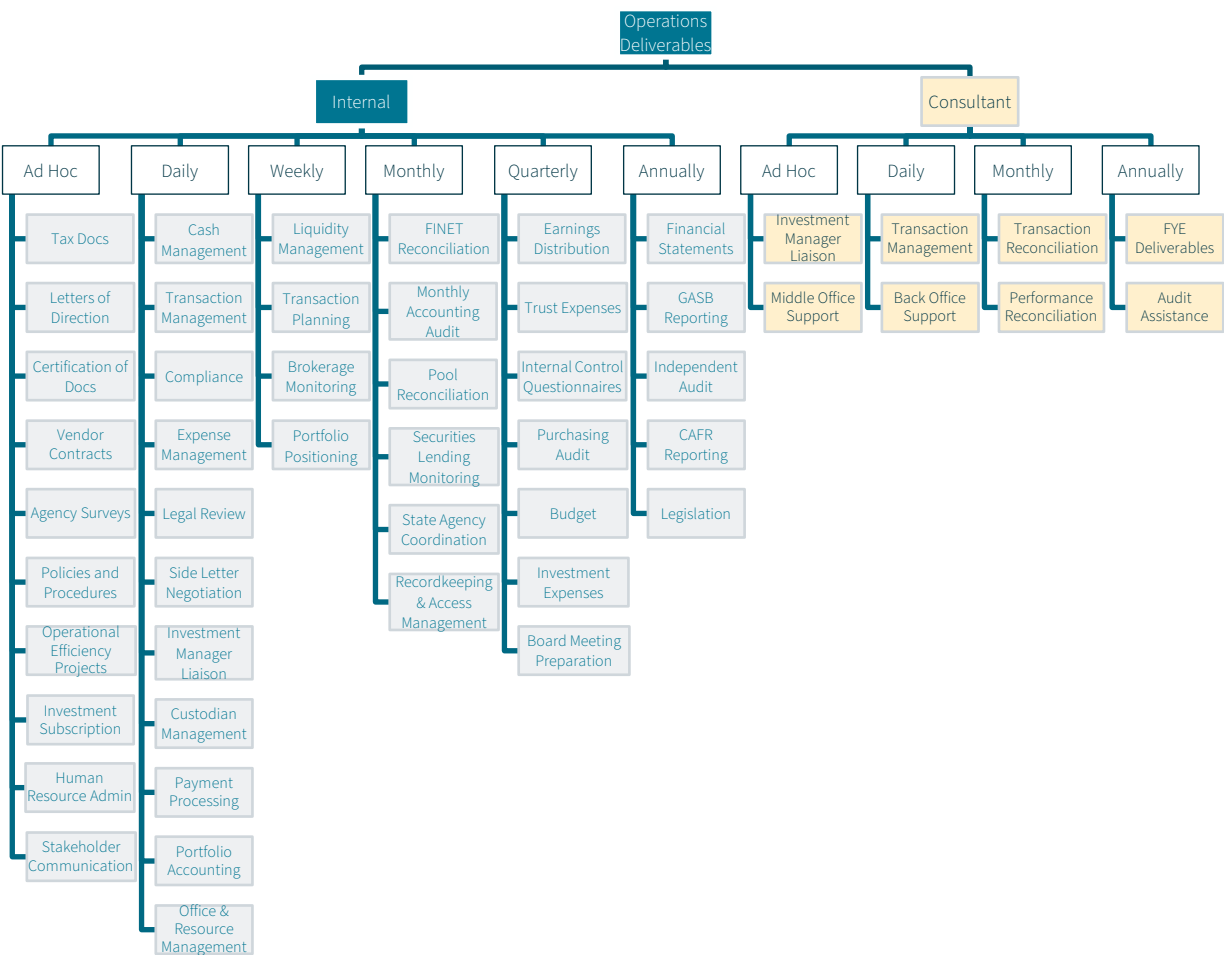 Operations
Deliverables
Internal
Consultant
Ad Hoc
Daily
Weekly
Monthly
Quarterly
Annually
Ad Hoc
Daily
Monthly
Annually
Tax Docs
Letters of
Direction
Certification of
Docs
Vendor
Contracts
Agency Surveys
Policies and
Procedures
Operational
Efficiency
Projects
Investment
Subscription
Human
Resource Admin
Stakeholder
Communication
Cash
Management
Transaction
Management
Compliance
Expense
Management
Legal Review
Side Letter
Negotiation
Investment
Manager
Liaison
Custodian
Management
Payment
Processing
Portfolio
Accounting
Office &
Resource
Management
Liquidity
Management
Transaction
Planning
Brokerage
Monitoring
Portfolio
Positioning
FINET
Reconciliation
Monthly
Accounting
Audit
Pool
Reconciliation
Securities
Lending
Monitoring
State Agency
Coordination
Recordkeeping
& Access
Management
Earnings
Distribution
Trust Expenses
Internal Control
Questionnaires
Purchasing
Audit
Budget
Investment
Expenses
Board Meeting
Preparation
Financial
Statements
GASB
Reporting
Independent
Audit
CAFR
Reporting
Legislation
Investment
Manager
Liaison
Middle Office
Support
Transaction
Management
Back Office
Support
Transaction
Reconciliation
Performance
Reconciliation
FYE
Deliverables
Audit
Assistance